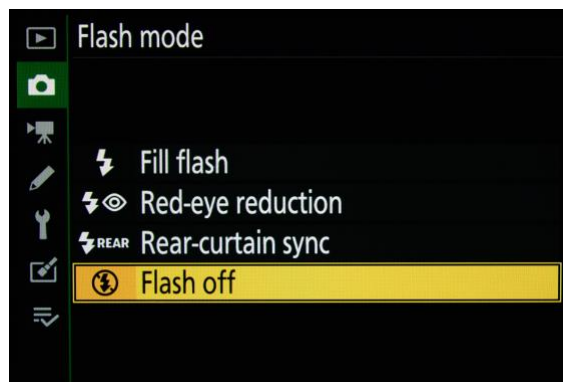 Flash mode
Fill flash
Red-eye reduction
REAR Rear-curtain sync
Flash off